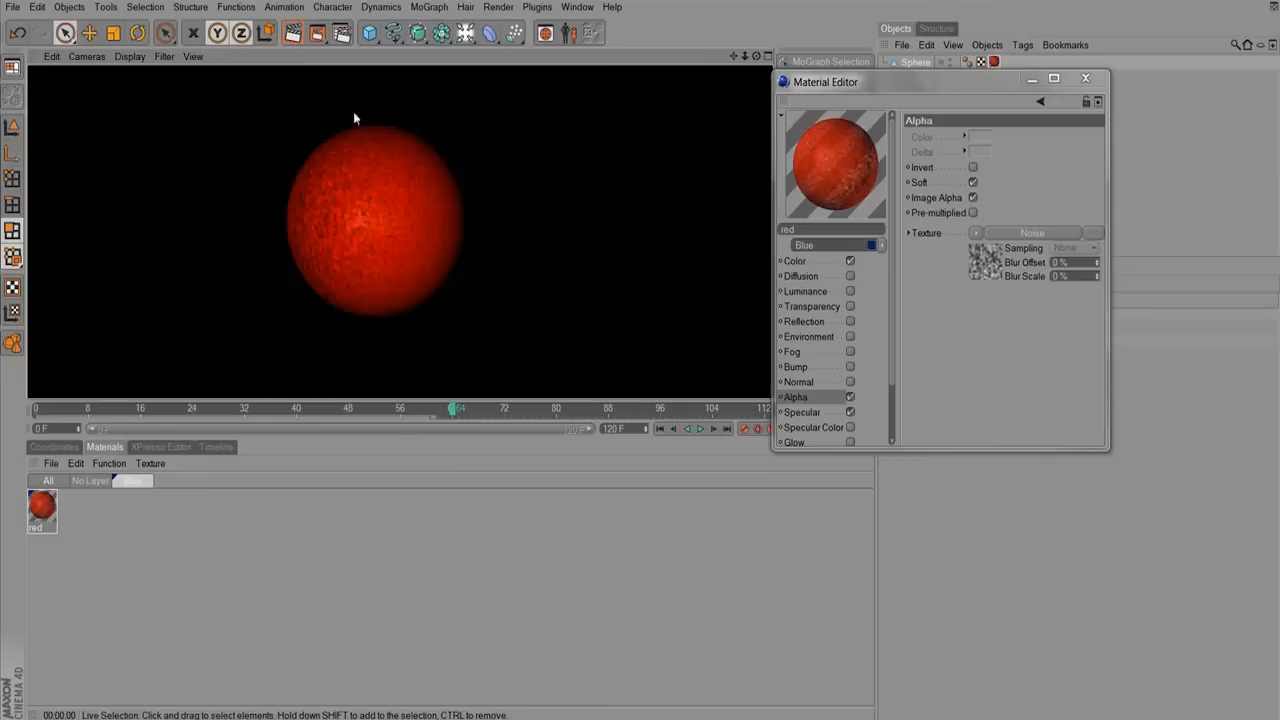 File Edit Objects Tools Selection Structure Functions Animation Character Dynamics MoGraph Hair Render Plugins Window Help
Objects Structure
File Edit View Objects Tags Bookmarks
Edit Cameras Display Filter View
MoGraph Selection
Sphere
Material Editor
Alpha
Color
Delta
Invert
Soft
Image Alpha
Pre-multiplied
Texture Noise
Sampling None
Blur Offset 0 %
Blur Scale 0 %
red
Blue
Color
Diffusion
Luminance
Transparency
Reflection
Environment
Fog
Bump
Normal
Alpha
Specular
Specular Color
Glow
0 8 16 24 32 40 48 56 64 72 80 88 96 104 112
0 F 120 F
Coordinates Materials XPresso Editor Timeline
File Edit Function Texture
All No Layer Blue
red
MAXON
CINEMA 4D
00:00:00 Live Selection: Click and drag to select elements. Hold down SHIFT to add to the selection, CTRL to remove.